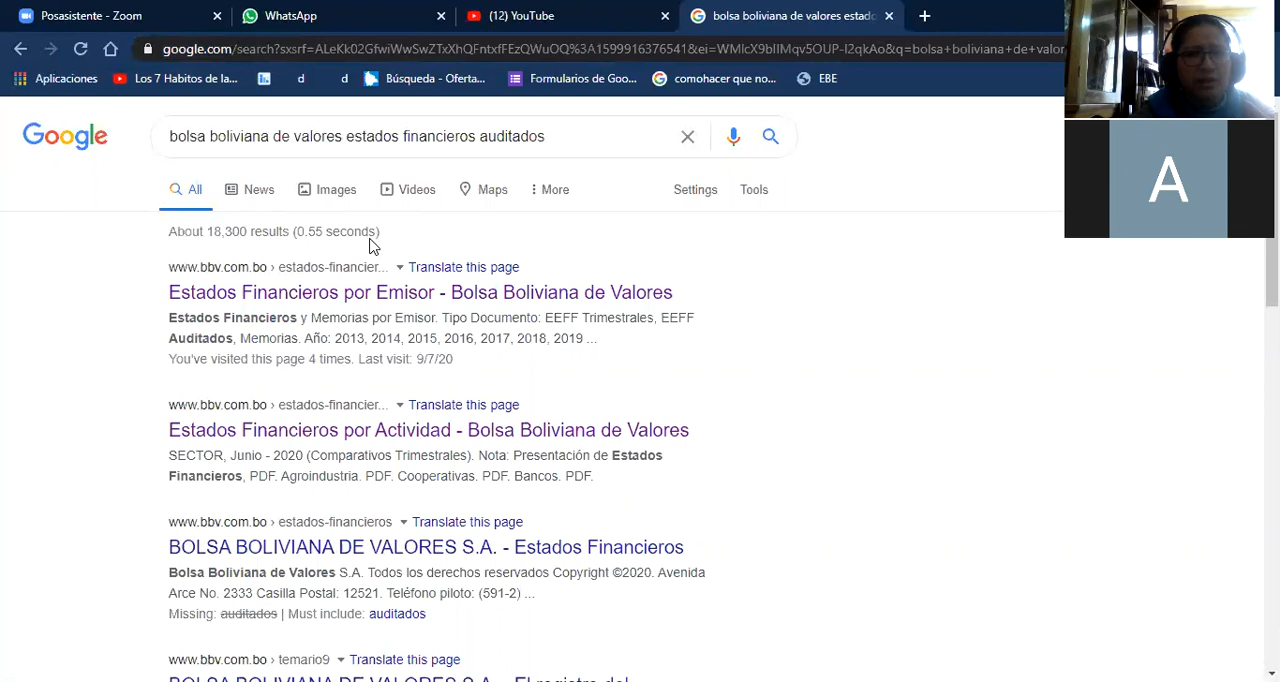 Posasistente - Zoom
WhatsApp
(12) YouTube
bolsa boliviana de valores estado
google.com/search?sxsrf=ALeKk02GfwiWwSwZTxXhQFntxfFEzQWuOQ%3A1599916376541&ei=WMlcX9bIIMqv5OUP-I2qkAo&q=bolsa+boliviana+de+valor
Aplicaciones
Los 7 Habitos de la...
d
d
Búsqueda - Oferta...
Formularios de Goo...
comohacer que no...
EBE
Google
bolsa boliviana de valores estados financieros auditados
All
News
Images
Videos
Maps
More
Settings
Tools
A
About 18,300 results (0.55 seconds)
www.bbv.com.bo › estados-financier... Translate this page
Estados Financieros por Emisor - Bolsa Boliviana de Valores
Estados Financieros y Memorias por Emisor. Tipo Documento: EEFF Trimestrales, EEFF
Auditados, Memorias. Año: 2013, 2014, 2015, 2016, 2017, 2018, 2019 ...
You've visited this page 4 times. Last visit: 9/7/20
www.bbv.com.bo › estados-financier... Translate this page
Estados Financieros por Actividad - Bolsa Boliviana de Valores
SECTOR, Junio - 2020 (Comparativos Trimestrales). Nota: Presentación de Estados
Financieros, PDF. Agroindustria. PDF. Cooperativas. PDF. Bancos. PDF.
www.bbv.com.bo › estados-financieros Translate this page
BOLSA BOLIVIANA DE VALORES S.A. - Estados Financieros
Bolsa Boliviana de Valores S.A. Todos los derechos reservados Copyright ©2020. Avenida
Arce No. 2333 Casilla Postal: 12521. Teléfono piloto: (591-2) ...
Missing: auditados | Must include: auditados
www.bbv.com.bo › temario9 Translate this page
BOLSA BOLIVIANA DE VALORES S.A. - El registro del